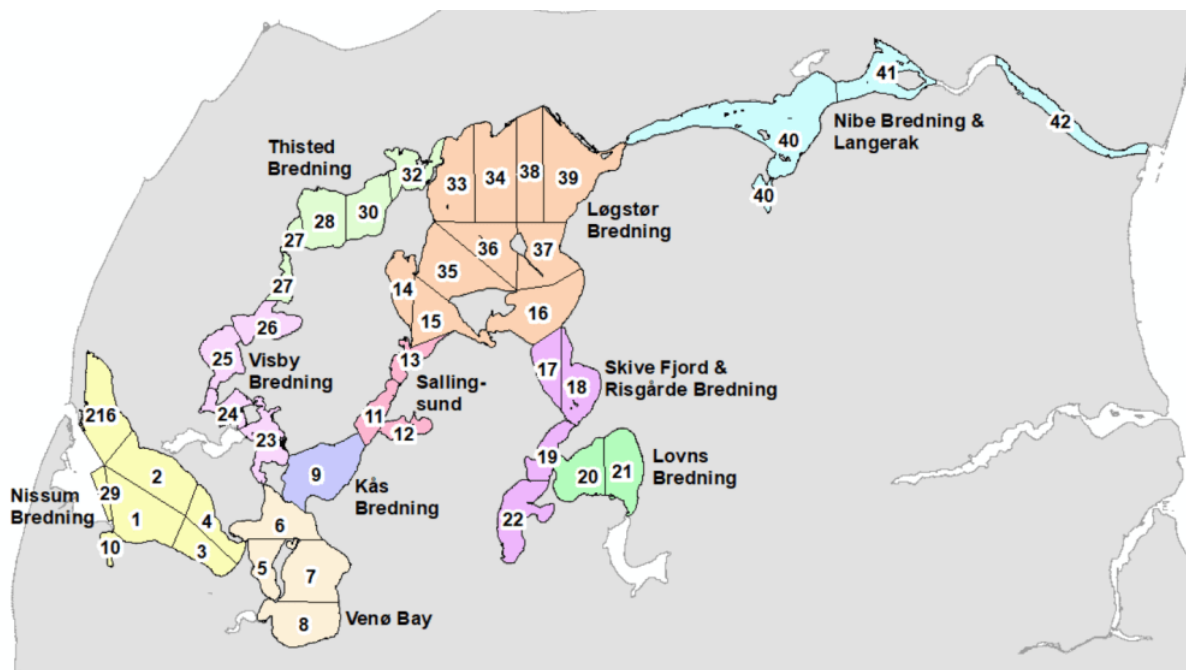 41
42
Nibe Bredning &
Langerak
40
40
Thisted
Bredning
32
33
34
38
39
28
30
27
27
Løgstør
Bredning
36
37
35
14
15
16
26
25
Visby
Bredning
24
23
13
Salling-
sund
11
12
17
18
Skive Fjord &
Risgårde Bredning
216
2
29
1
4
3
10
Nissum
Bredning
9
Kås
Bredning
19
20
21
Lovns
Bredning
22
6
5
7
8
Venø Bay